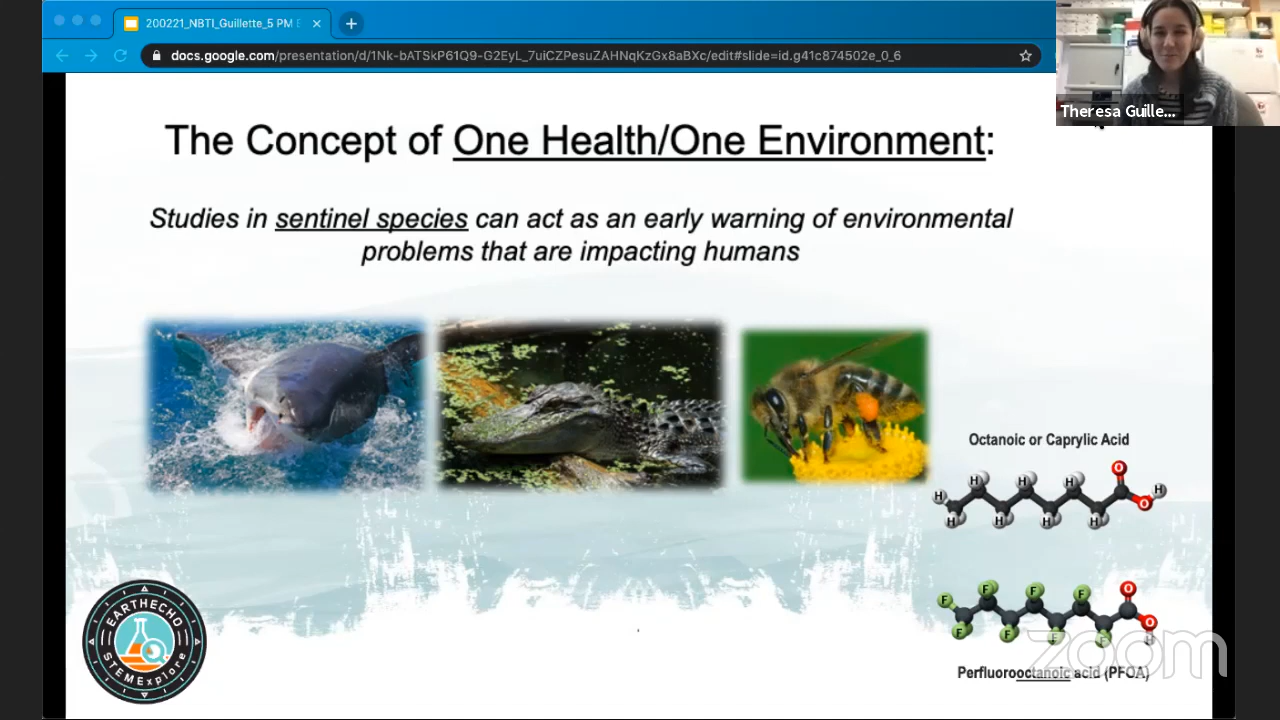 200221_NBTI_Guillette_5 PM E
docs.google.com/presentation/d/1Nk-bATSkP61Q9-G2EyL_7uiCZPesuZAHNqKzGx8aBXc/edit#slide=id.g41c874502e_0_6
Theresa Guille...
The Concept of One Health/One Environment:
Studies in sentinel species can act as an early warning of environmental
problems that are impacting humans
Octanoic or Caprylic Acid
O
H
H
H
H
H
O
H
H
H
H
F
F
F
F
O
F
F
F
F
O
H
Perfluorooctanoic acid (PFOA)
EARTHECHO
STEMExplore
zoom